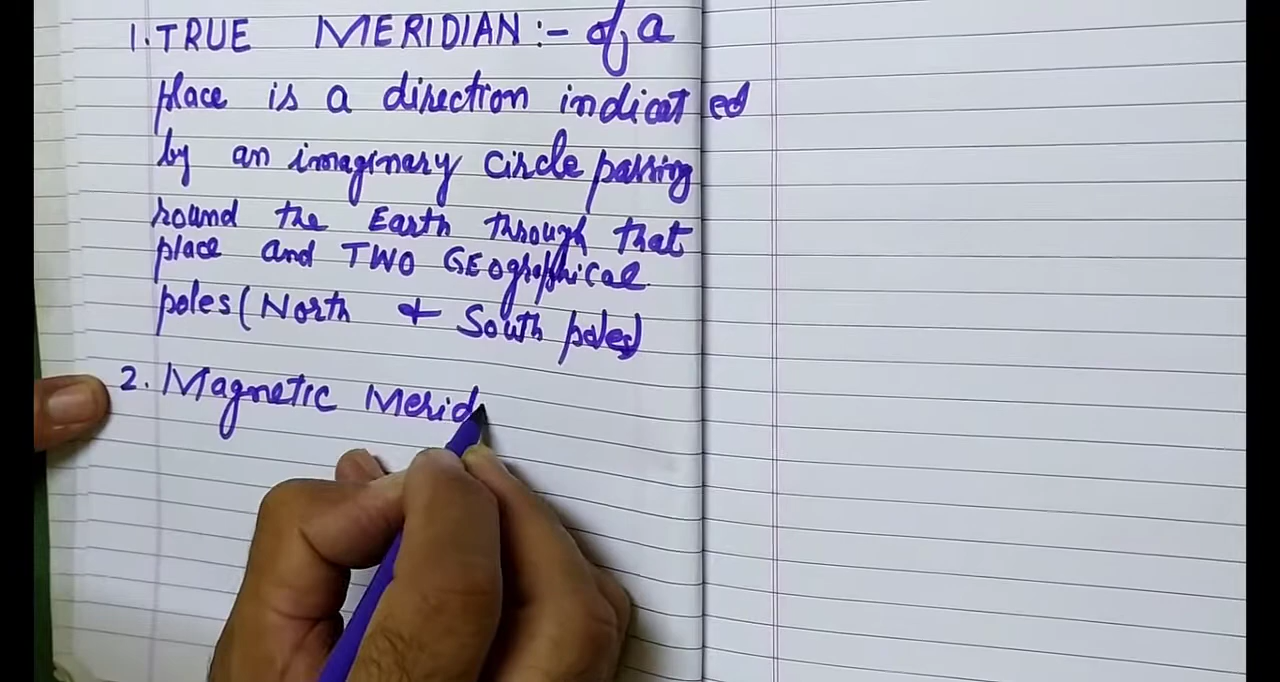 1. TRUE MERIDIAN :- of a
place is a direction indicated
by an imaginary circle passing
round the Earth through that
place and TWO GEographical
poles (North & South poles)
2. Magnetic Merid